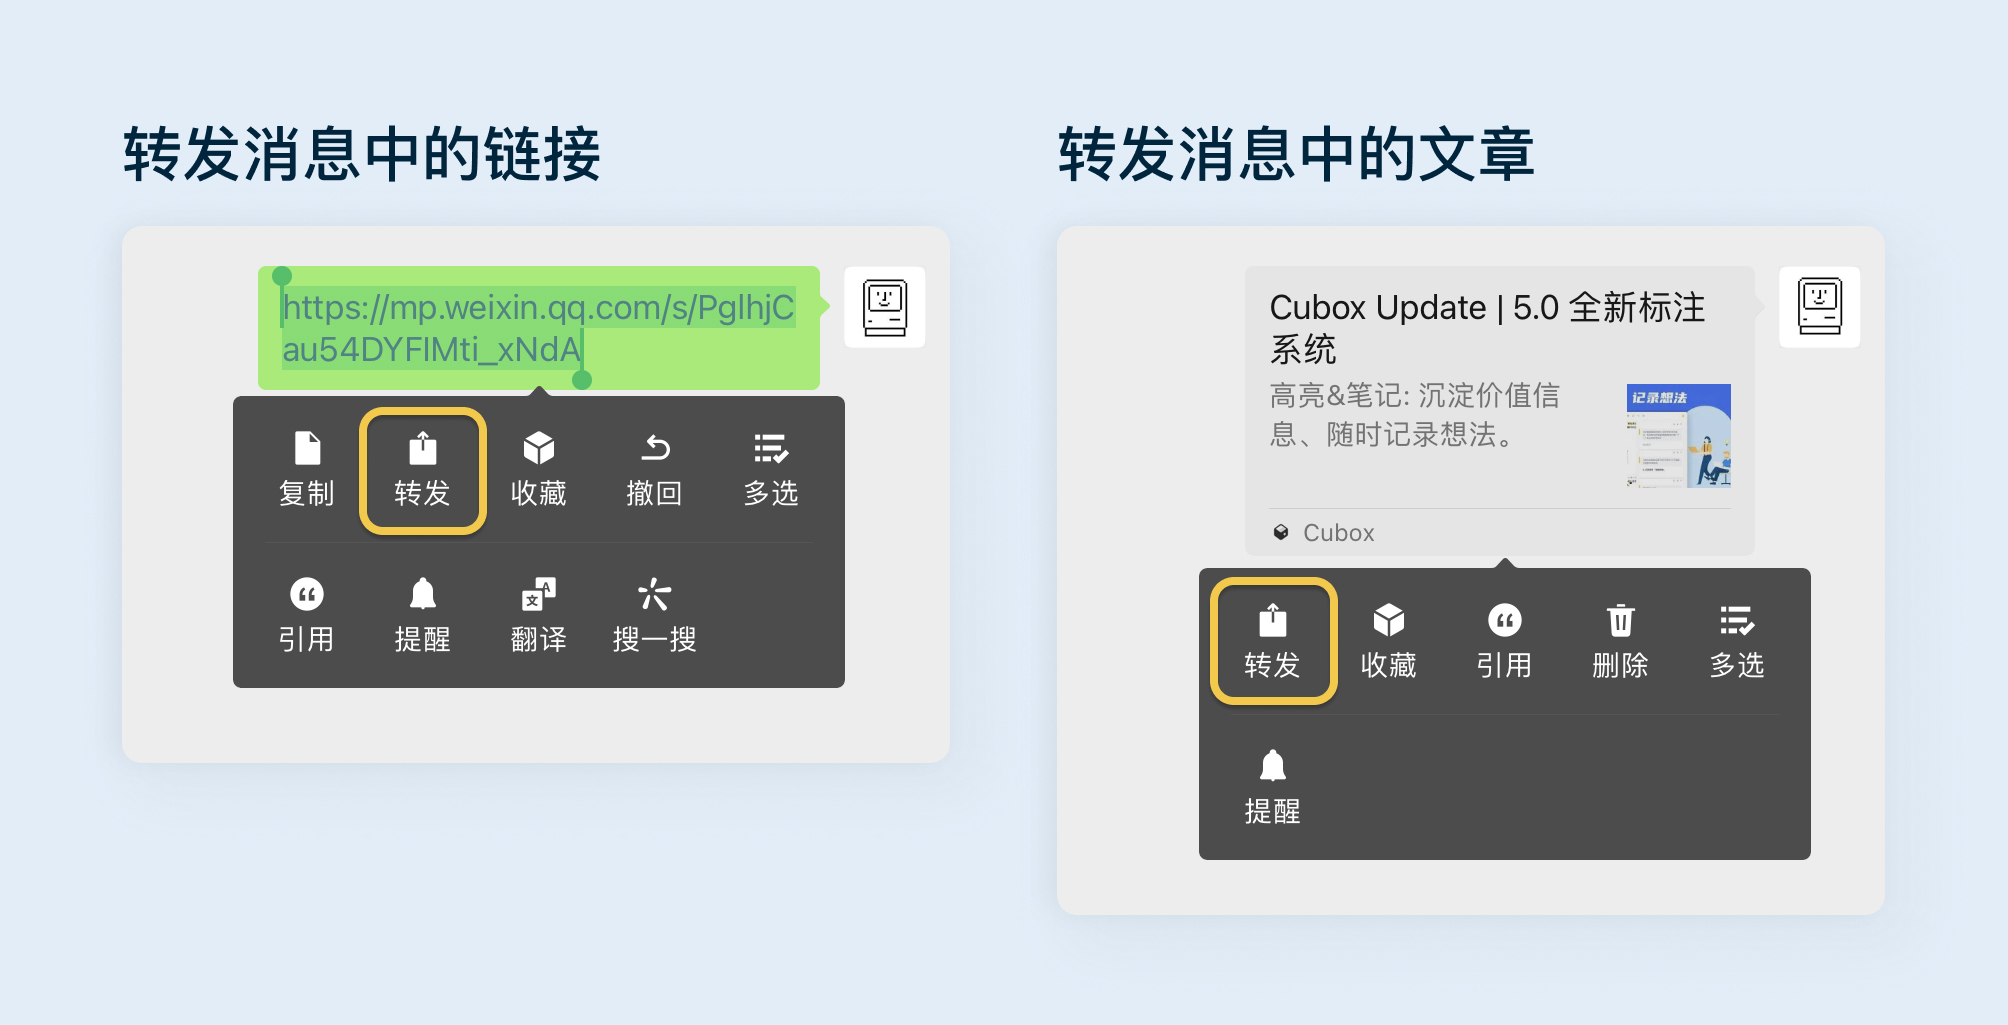 转发消息中的链接
https://mp.weixin.qq.com/s/PglhjC
au54DYFIMti_xNdA
复制 转发 收藏 撤回 多选
引用 提醒 翻译 搜一搜
转发消息中的文章
Cubox Update | 5.0 全新标注
系统
高亮&笔记: 沉淀价值信
息、随时记录想法。
记录想法
Cubox
转发 收藏 引用 删除 多选
提醒